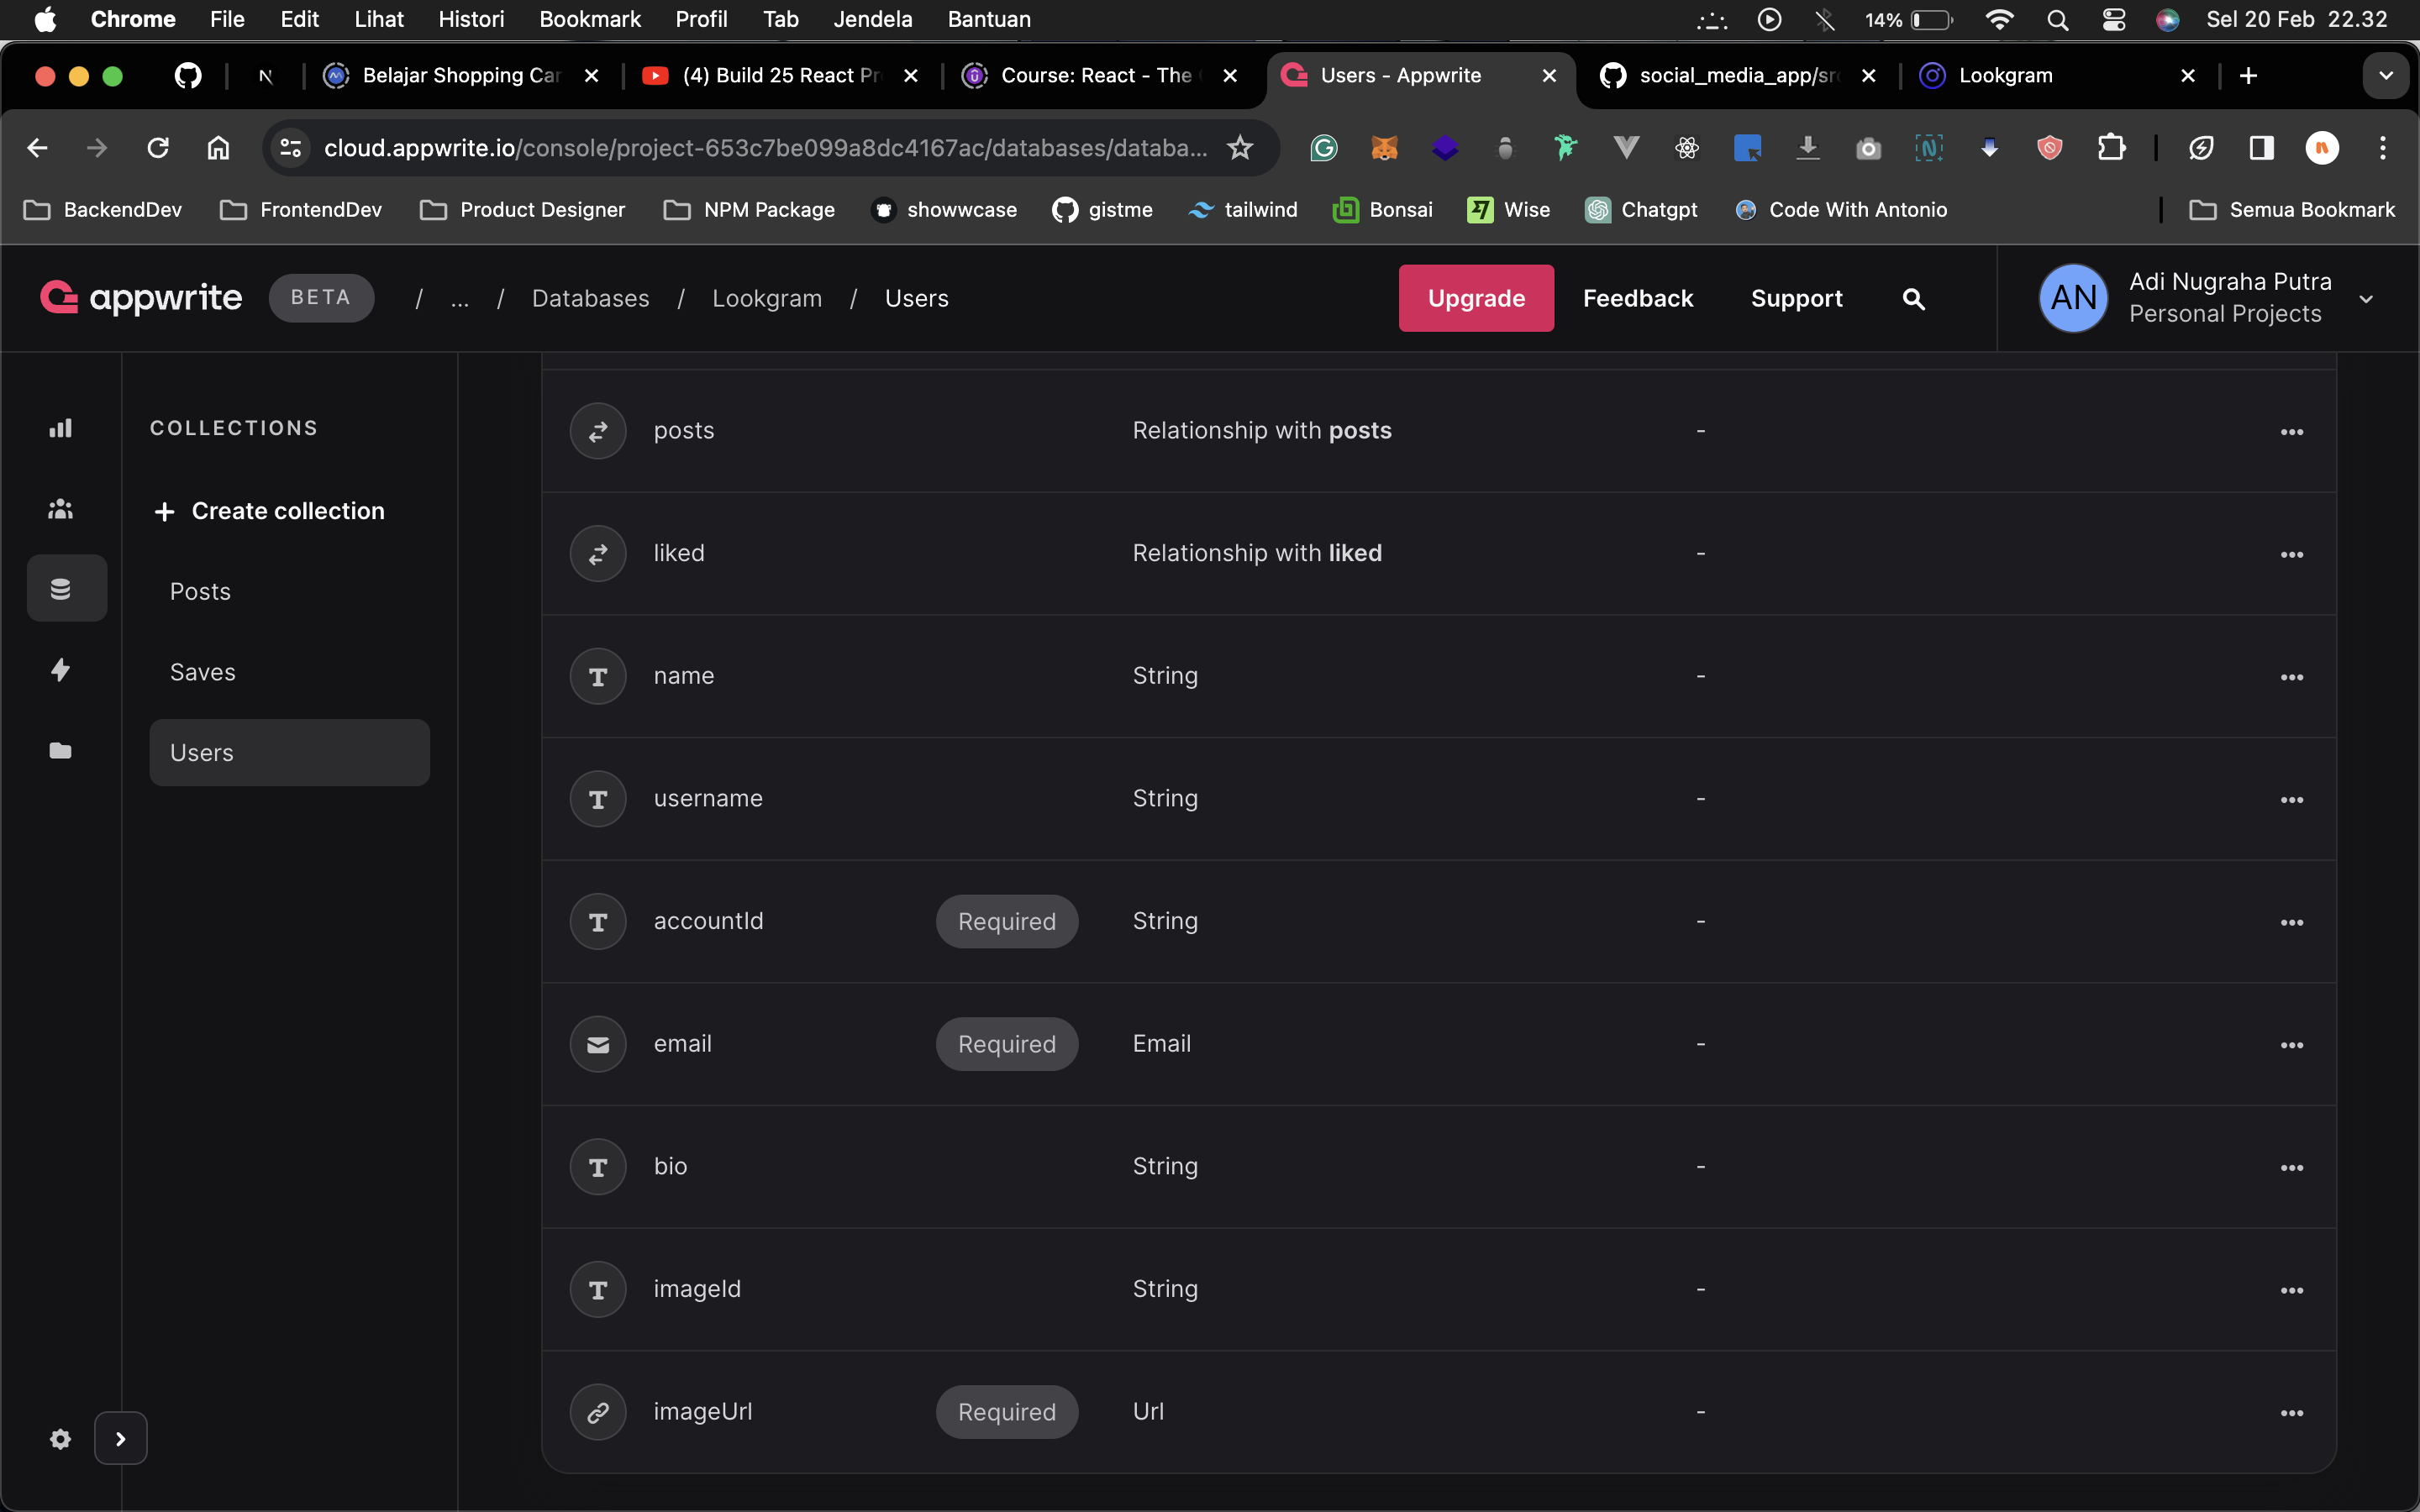 Chrome File Edit Lihat Histori Bookmark Profil Tab Jendela Bantuan 14% Sel 20 Feb 22.32
Belajar Shopping Car (4) Build 25 React Pr Course: React - The Users - Appwrite social_media_app/src Lookgram
cloud.appwrite.io/console/project-653c7be099a8dc4167ac/databases/databa...
BackendDev FrontendDev Product Designer NPM Package showwcase gistme tailwind Bonsai Wise Chatgpt Code With Antonio Semua Bookmark
appwrite BETA / ... / Databases / Lookgram / Users Upgrade Feedback Support AN Adi Nugraha Putra
Personal Projects
COLLECTIONS
Create collection
Posts
Saves
Users
posts Relationship with posts -
liked Relationship with liked -
name String -
username String -
accountId Required String -
email Required Email -
bio String -
imageId String -
imageUrl Required Url -